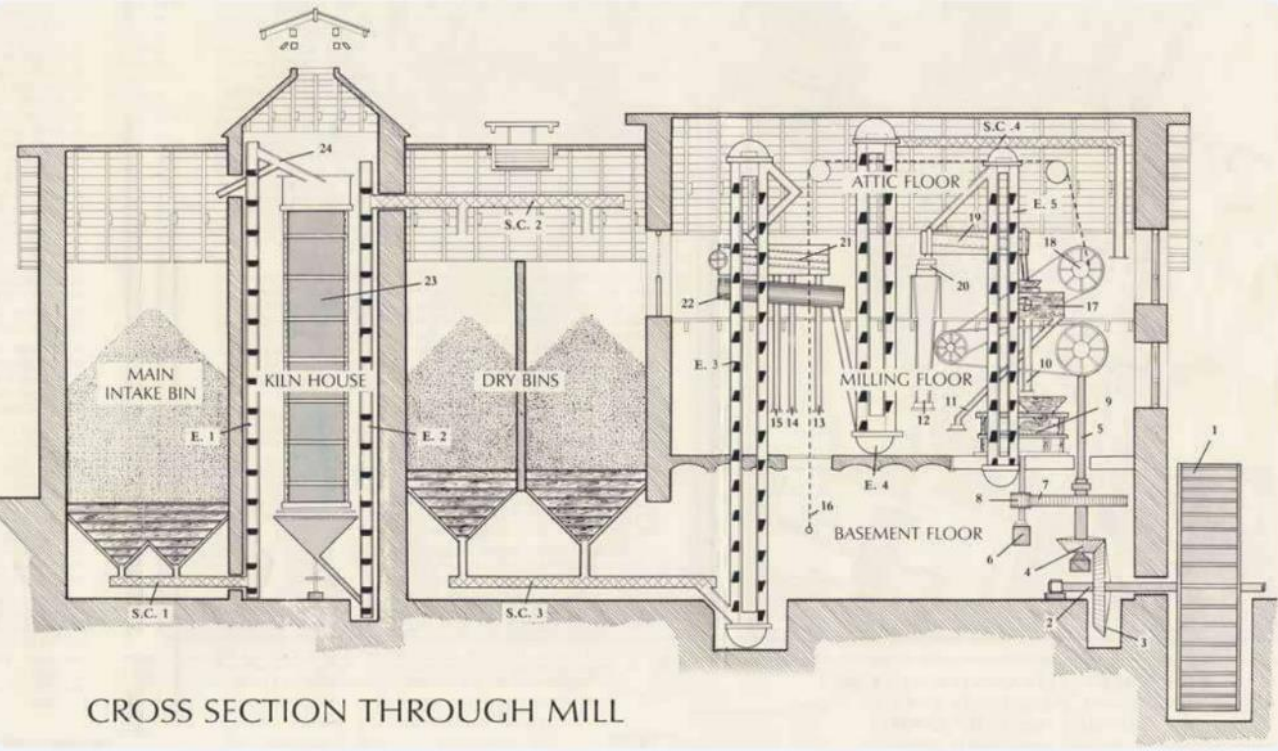 24
S.C. 4
ATTIC FLOOR
E. 5
S.C. 2
19
18
21
20
23
22
17
E. 3
10
MAIN
INTAKE BIN
KILN HOUSE
DRY BINS
MILLING FLOOR
11
12
9
15 14 13
5
1
E. 1
E. 2
E. 4
7
8
16
BASEMENT FLOOR
6
4
S.C. 1
S.C. 3
2
3
CROSS SECTION THROUGH MILL